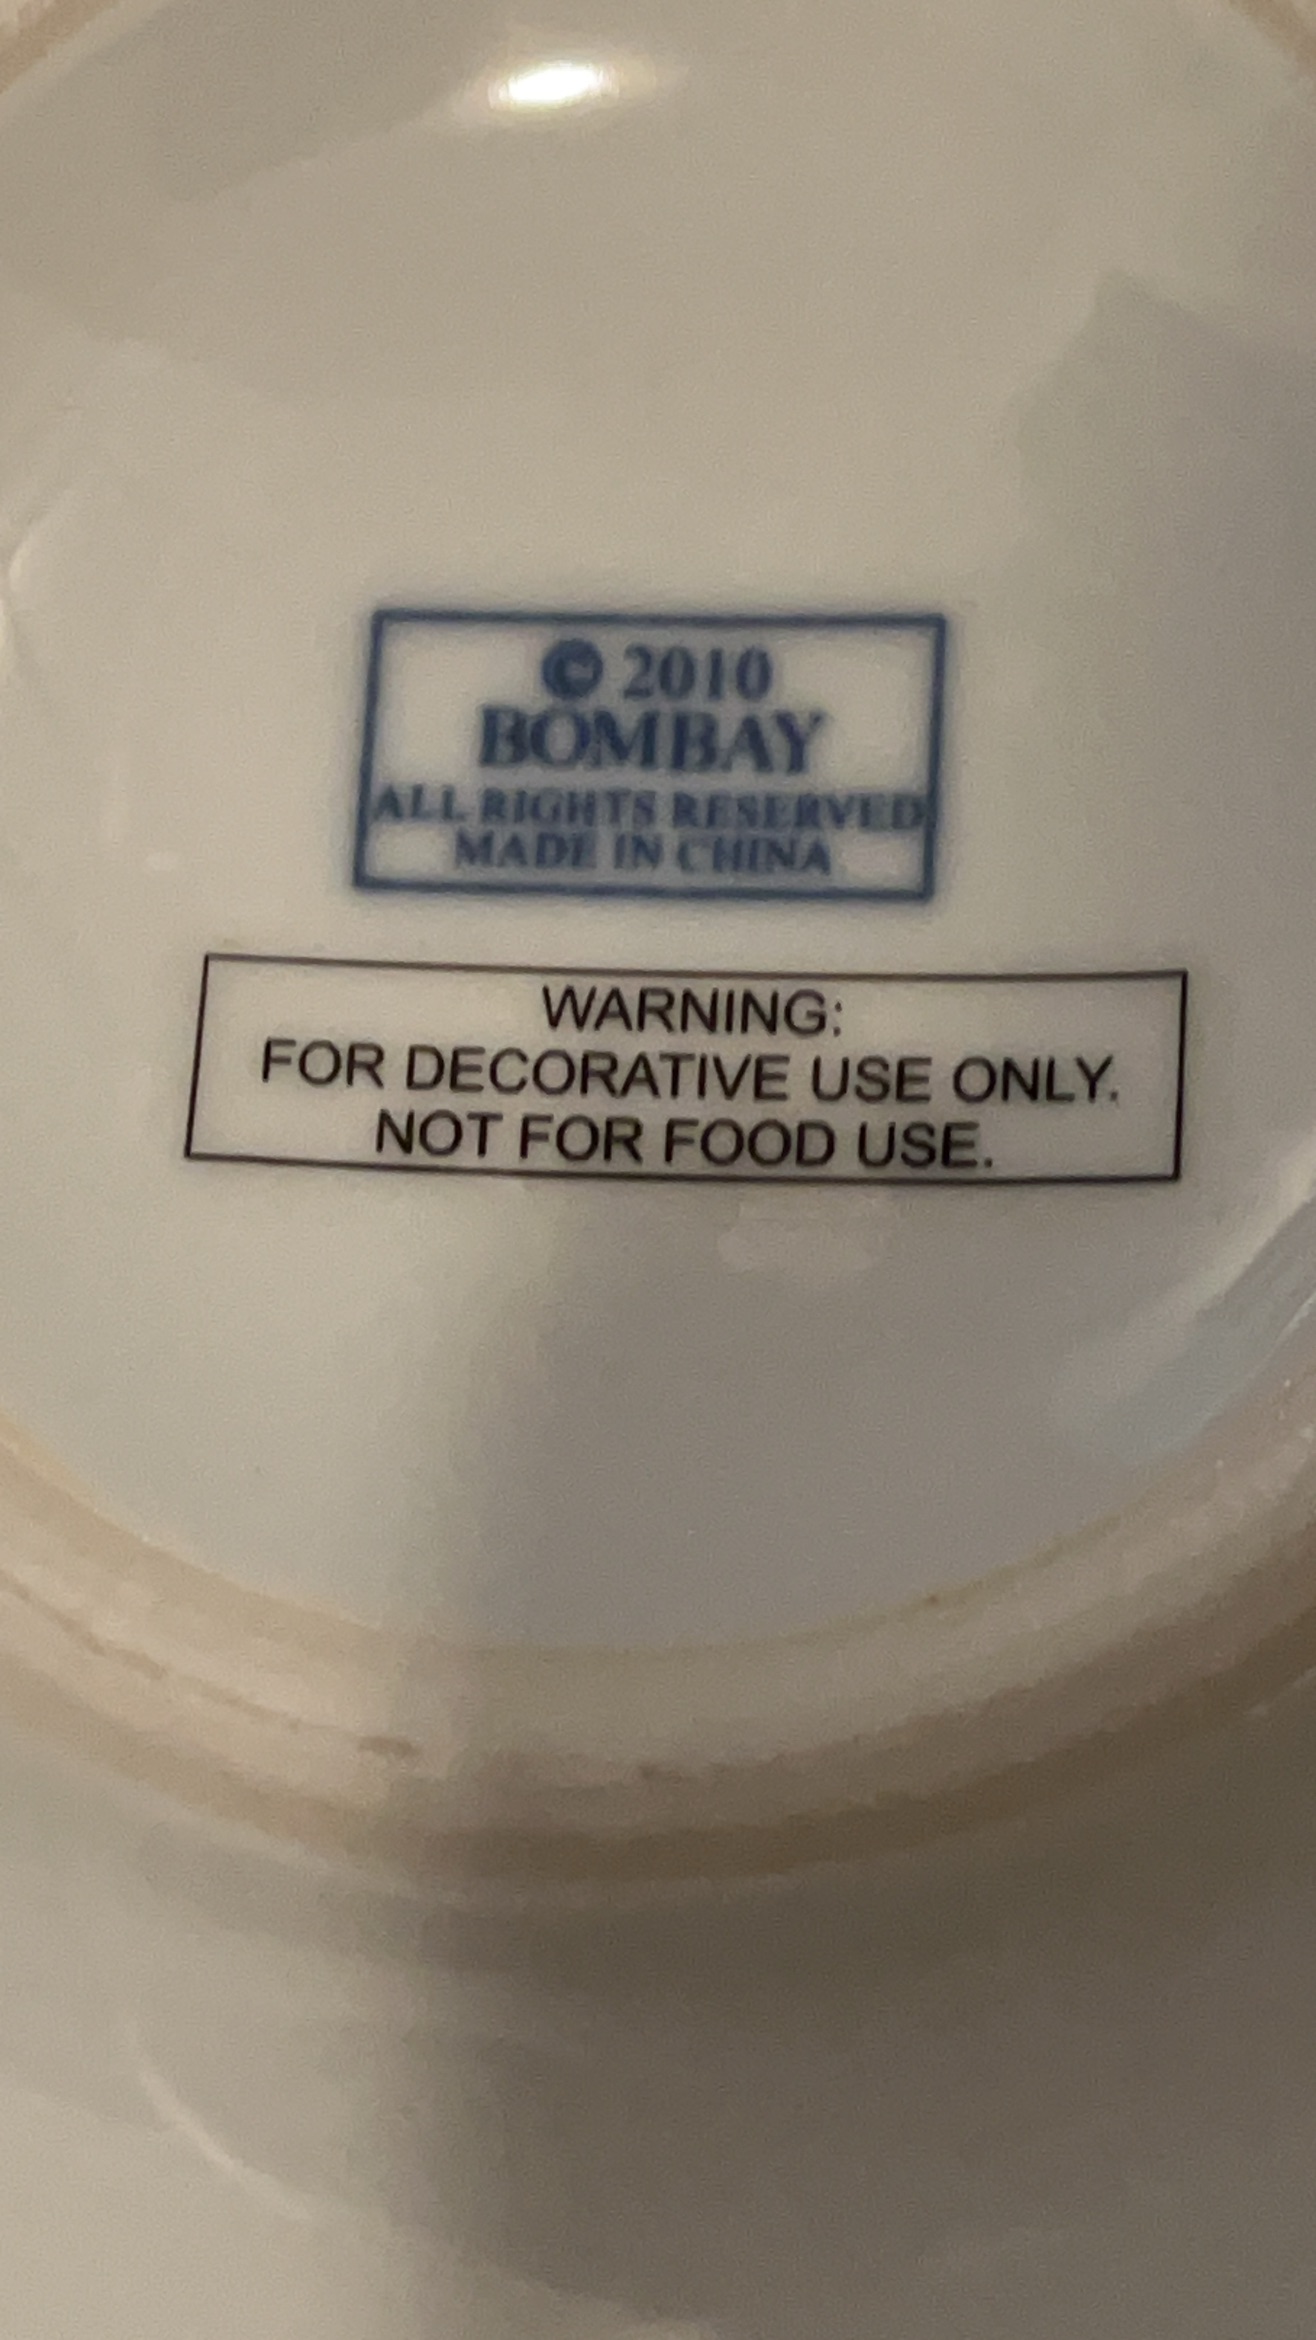 © 2010
BOMBAY
ALL RIGHTS RESERVED
MADE IN CHINA
WARNING:
FOR DECORATIVE USE ONLY.
NOT FOR FOOD USE.